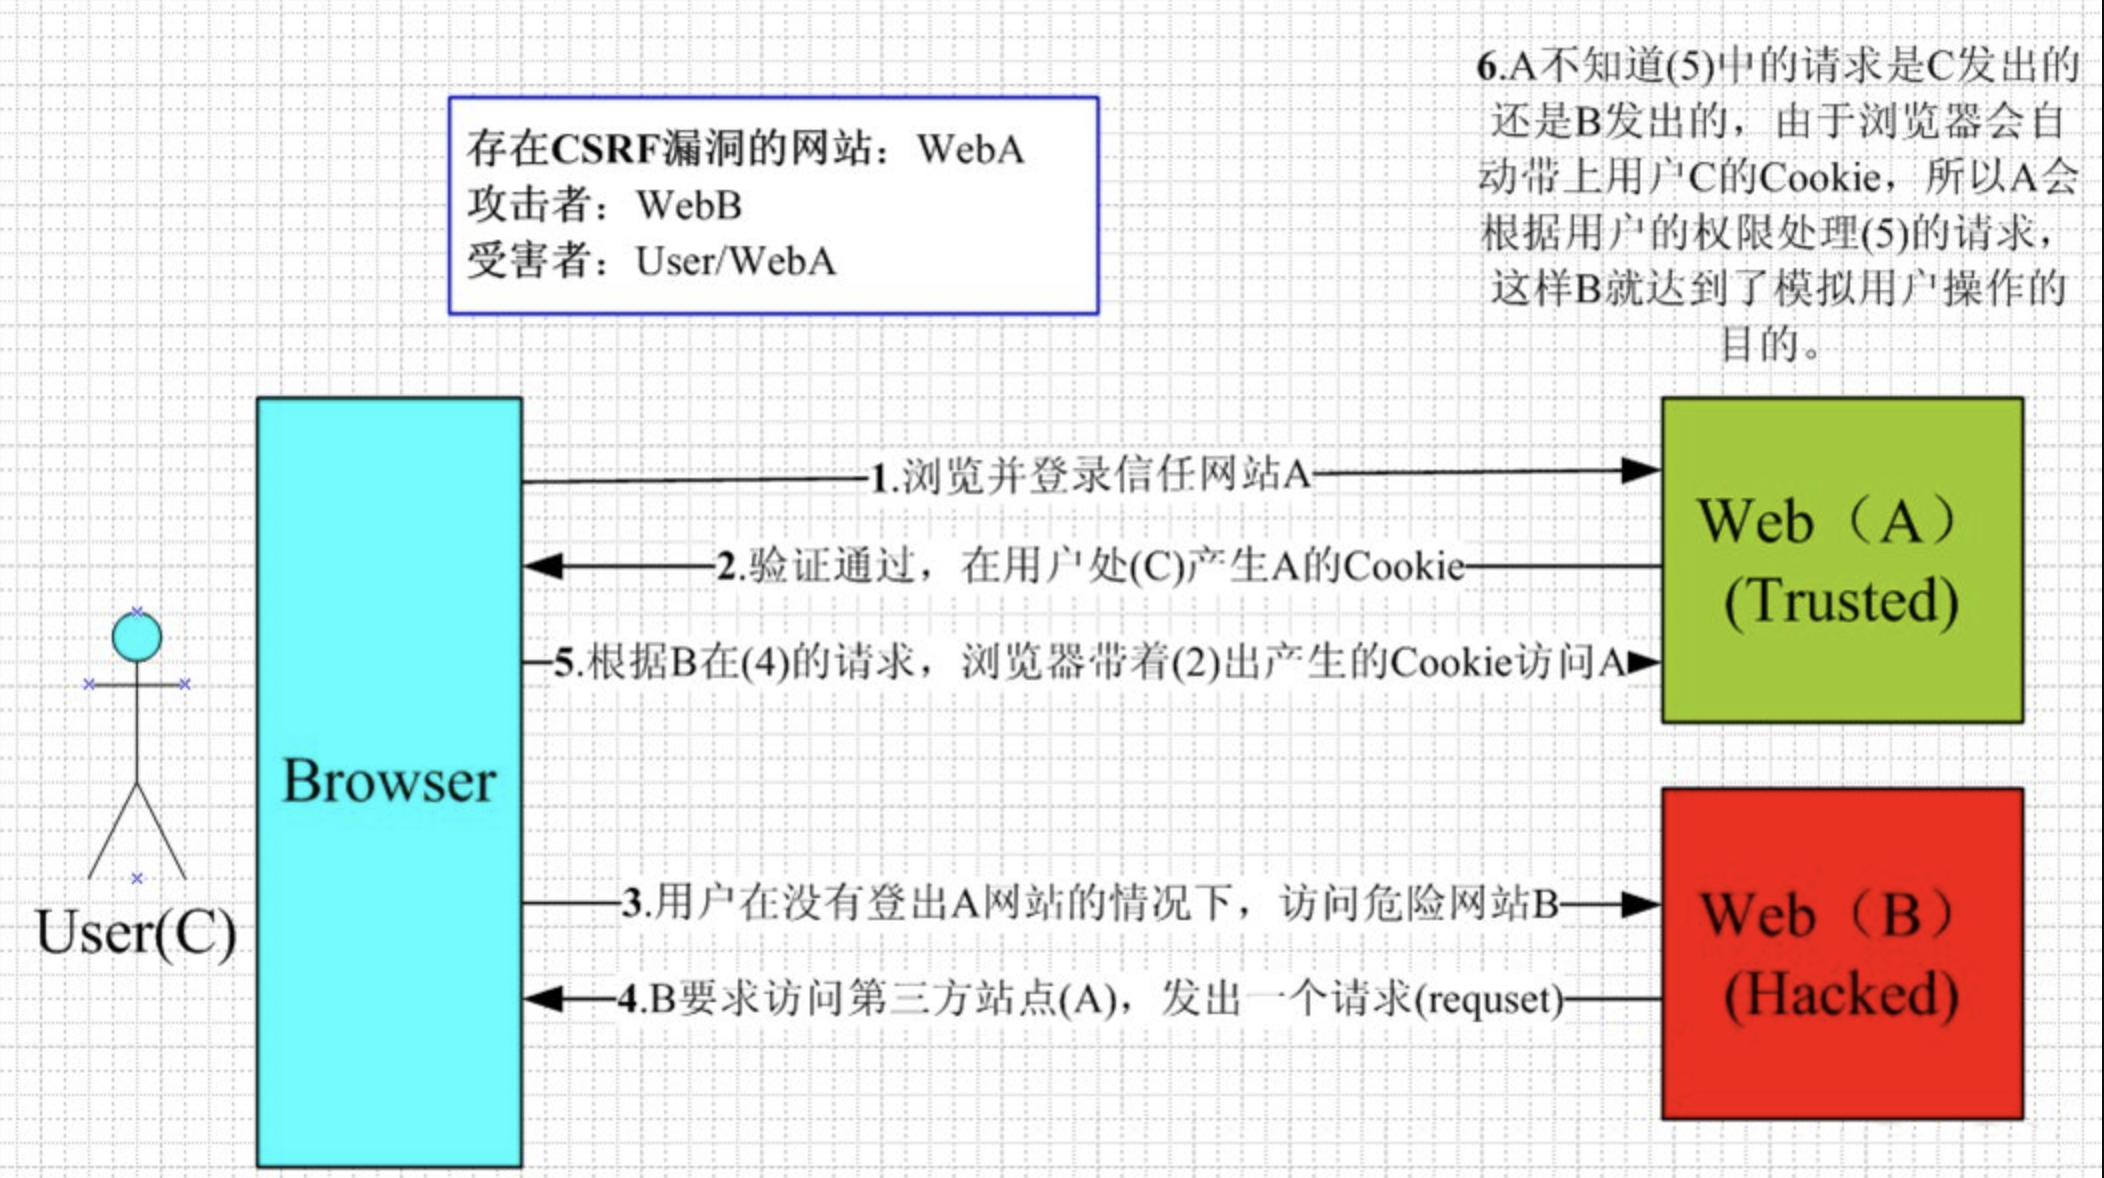 6.A不知道(5)中的请求是C发出的
还是B发出的，由于浏览器会自
动带上用户C的Cookie，所以A会
根据用户的权限处理(5)的请求，
这样B就达到了模拟用户操作的
目的。
存在CSRF漏洞的网站：WebA
攻击者：WebB
受害者：User/WebA
1.浏览并登录信任网站A
2.验证通过，在用户处(C)产生A的Cookie
5.根据B在(4)的请求，浏览器带着(2)出产生的Cookie访问A
Web（A）
(Trusted)
Browser
User(C)
3.用户在没有登出A网站的情况下，访问危险网站B
4.B要求访问第三方站点(A)，发出一个请求(requset)
Web（B）
(Hacked)